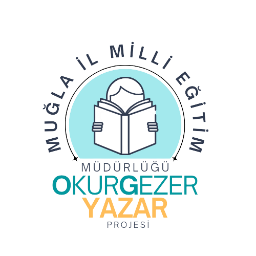 MUĞLA İL MİLLİ EĞİTİM
MÜDÜRLÜĞÜ
OKURGEZER
YAZAR
PROJESİ